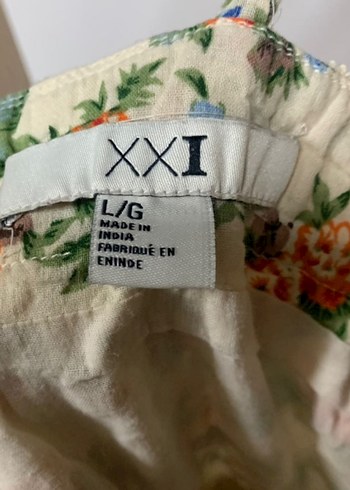 XXI
L/G
MADE IN
INDIA
FABRIQUÉ EN
ENINDE